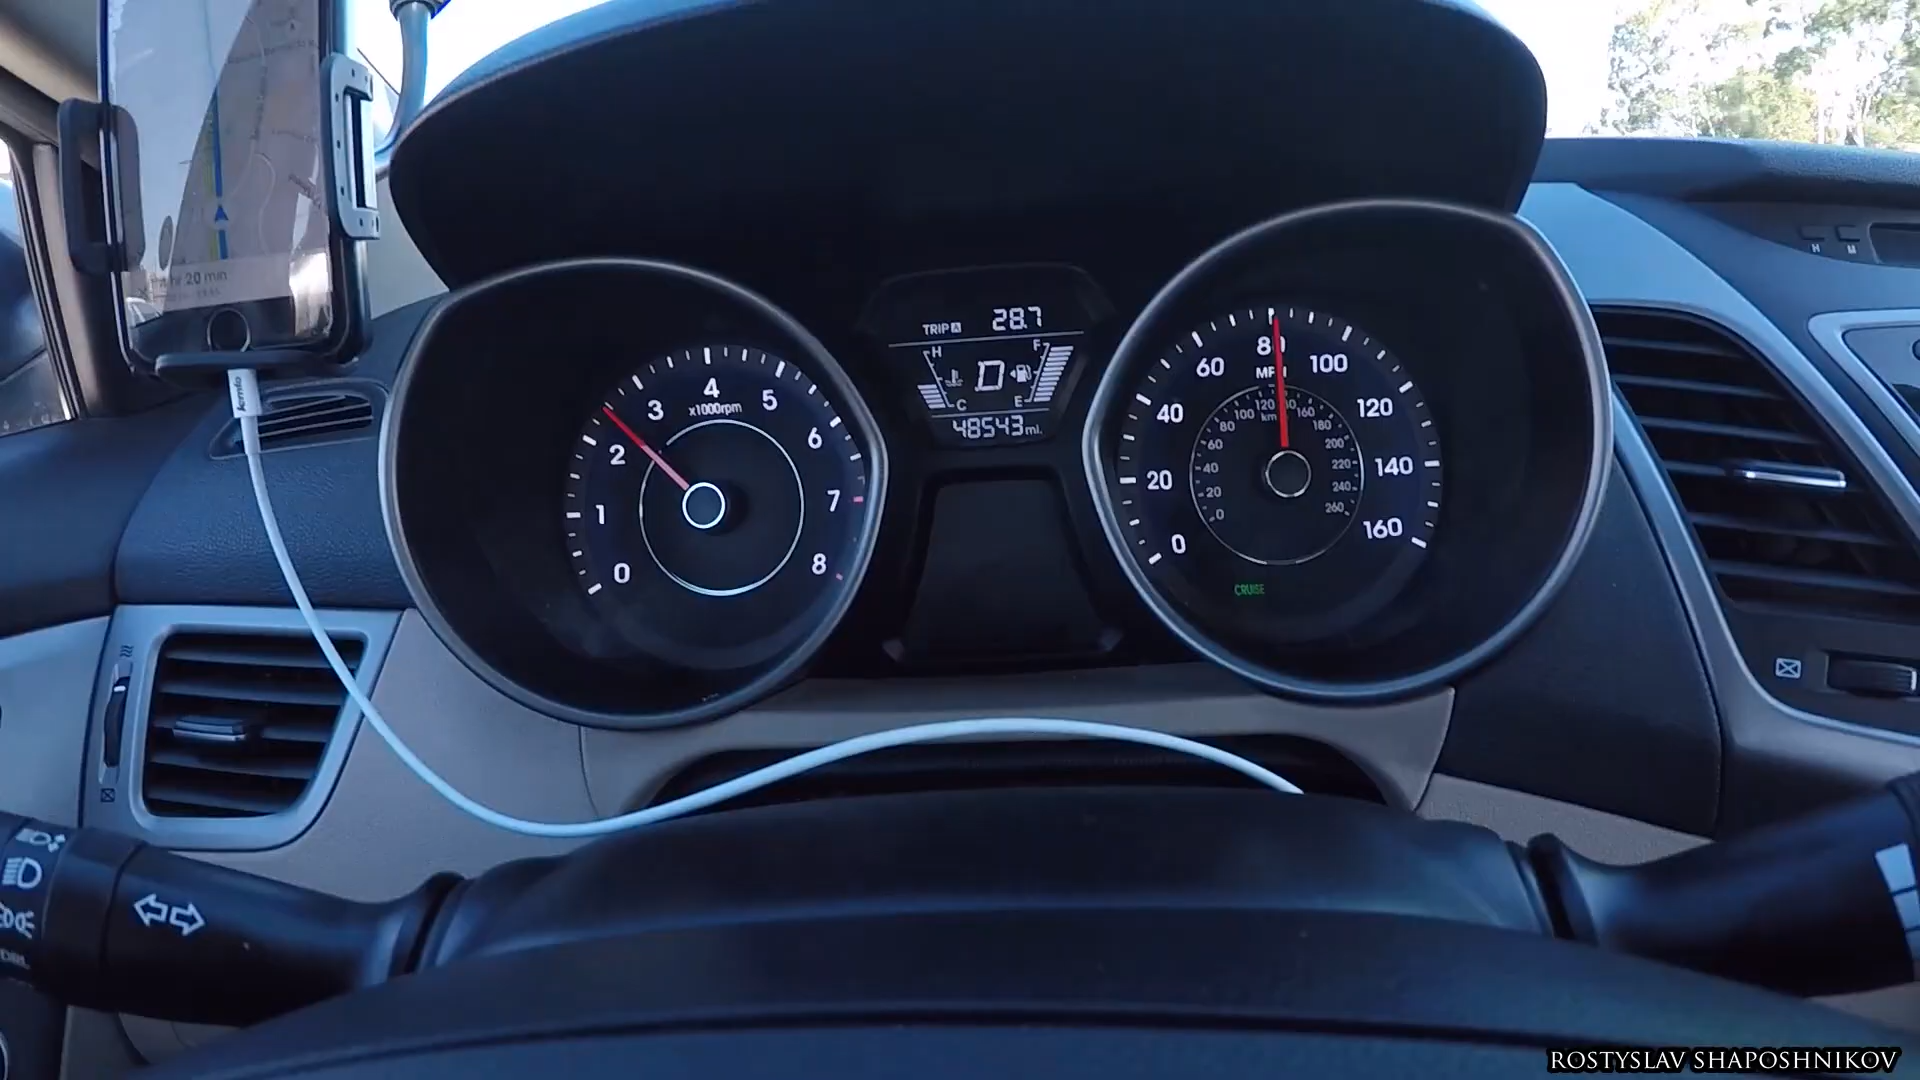 20 min
TRIP A 28.7
H F
D
C E
48543 mi.
0 1 2 3 4 5 6 7 8
x1000rpm
0 20 40 60 80 100 120 140 160
MPH
0 20 40 60 80 100 120 160 180 200 220 240 260
km
CRUISE
H M
ROSTYSLAV SHAPOSHNIKOV